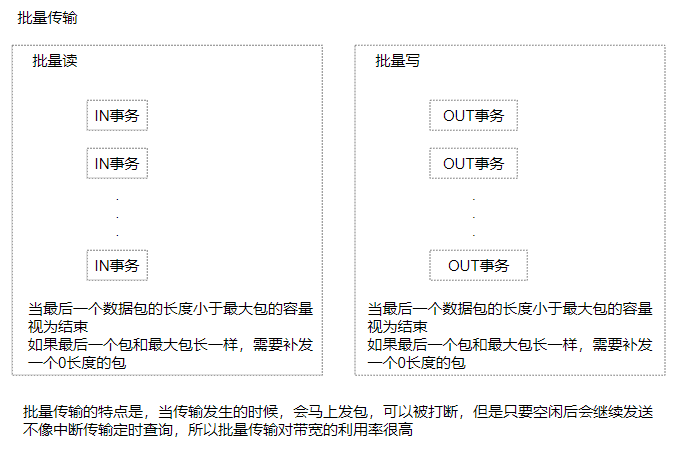 批量传输
批量读
IN事务
IN事务
.
.
.
IN事务
当最后一个数据包的长度小于最大包的容量
视为结束
如果最后一个包和最大包长一样，需要补发
一个0长度的包
批量写
OUT事务
OUT事务
.
.
.
OUT事务
当最后一个数据包的长度小于最大包的容量
视为结束
如果最后一个包和最大包长一样，需要补发
一个0长度的包
批量传输的特点是，当传输发生的时候，会马上发包，可以被打断，但是只要空闲后会继续发送
不像中断传输定时查询，所以批量传输对带宽的利用率很高